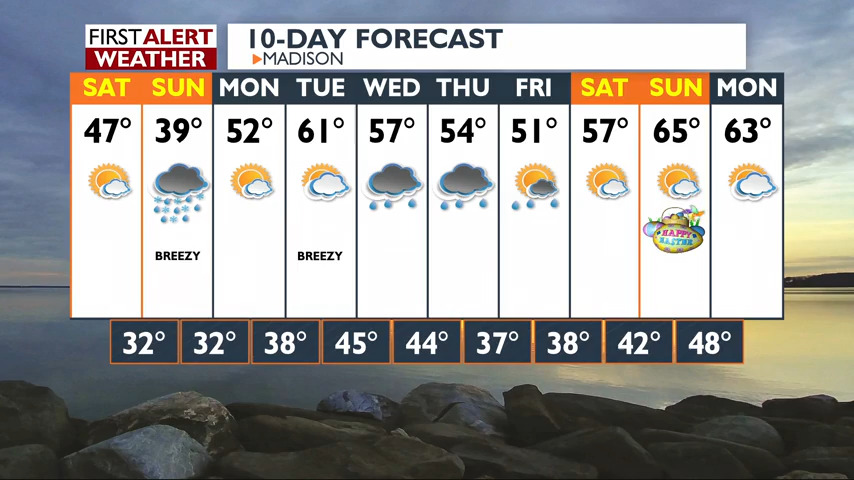 FIRST ALERT
WEATHER
10-DAY FORECAST
MADISON
SAT SUN MON TUE WED THU FRI SAT SUN MON
47° 39° 52° 61° 57° 54° 51° 57° 65° 63°
HAPPY
EASTER
BREEZY BREEZY
32° 32° 38° 45° 44° 37° 38° 42° 48°